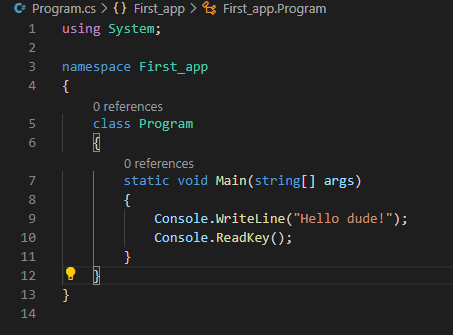 Program.cs > {} First_app > First_app.Program
1 using System;
2
3 namespace First_app
4 {
0 references
5 class Program
6 {
0 references
7 static void Main(string[] args)
8 {
9 Console.WriteLine("Hello dude!");
10 Console.ReadKey();
11 }
12 }
13 }
14